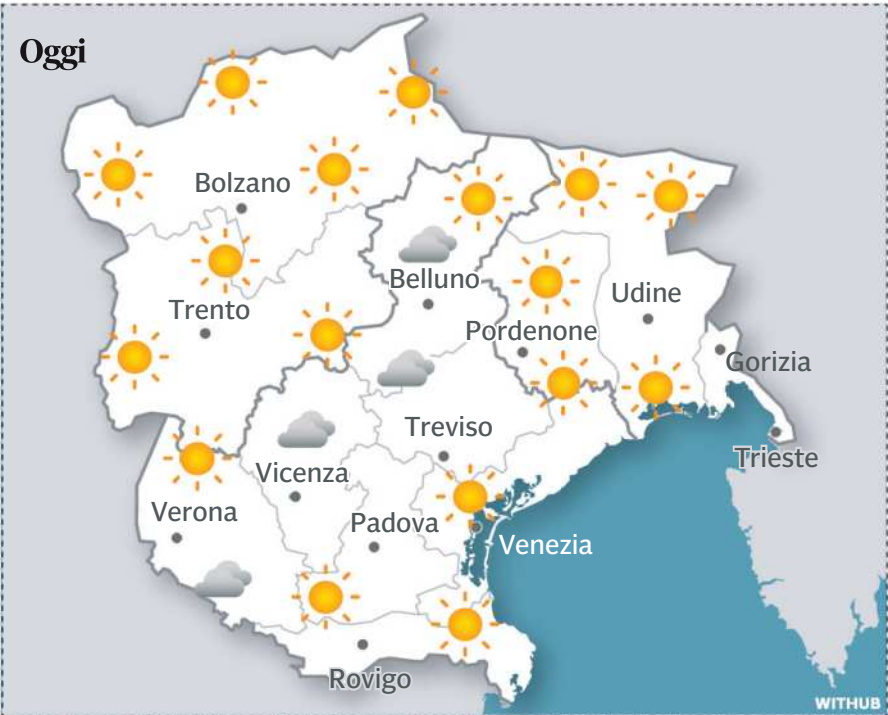 Oggi
Bolzano
Belluno
Trento
Udine
Pordenone
Gorizia
Treviso
Trieste
Vicenza
Verona
Padova
Venezia
Rovigo
WITHUB